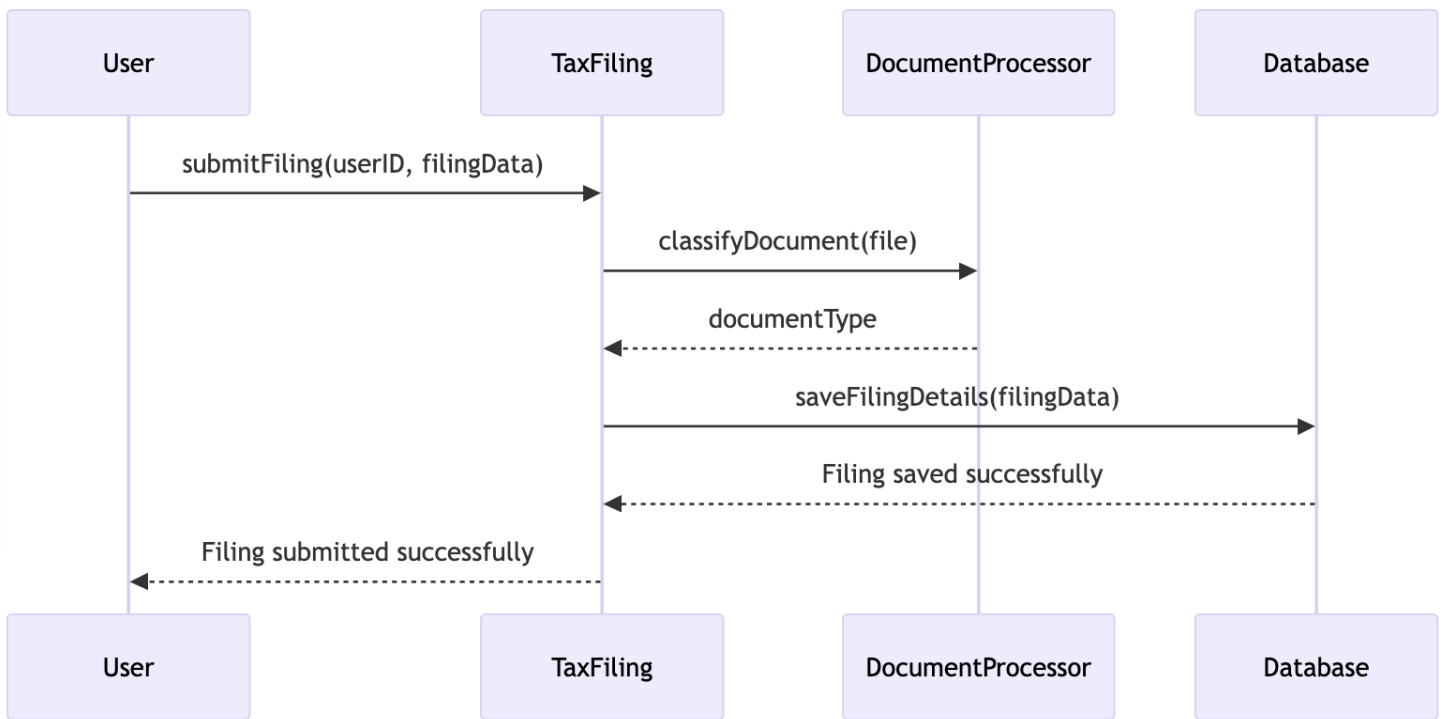 User
TaxFiling
DocumentProcessor
Database
submitFiling(userID, filingData)
classifyDocument(file)
documentType
saveFilingDetails(filingData)
Filing saved successfully
Filing submitted successfully
User
TaxFiling
DocumentProcessor
Database